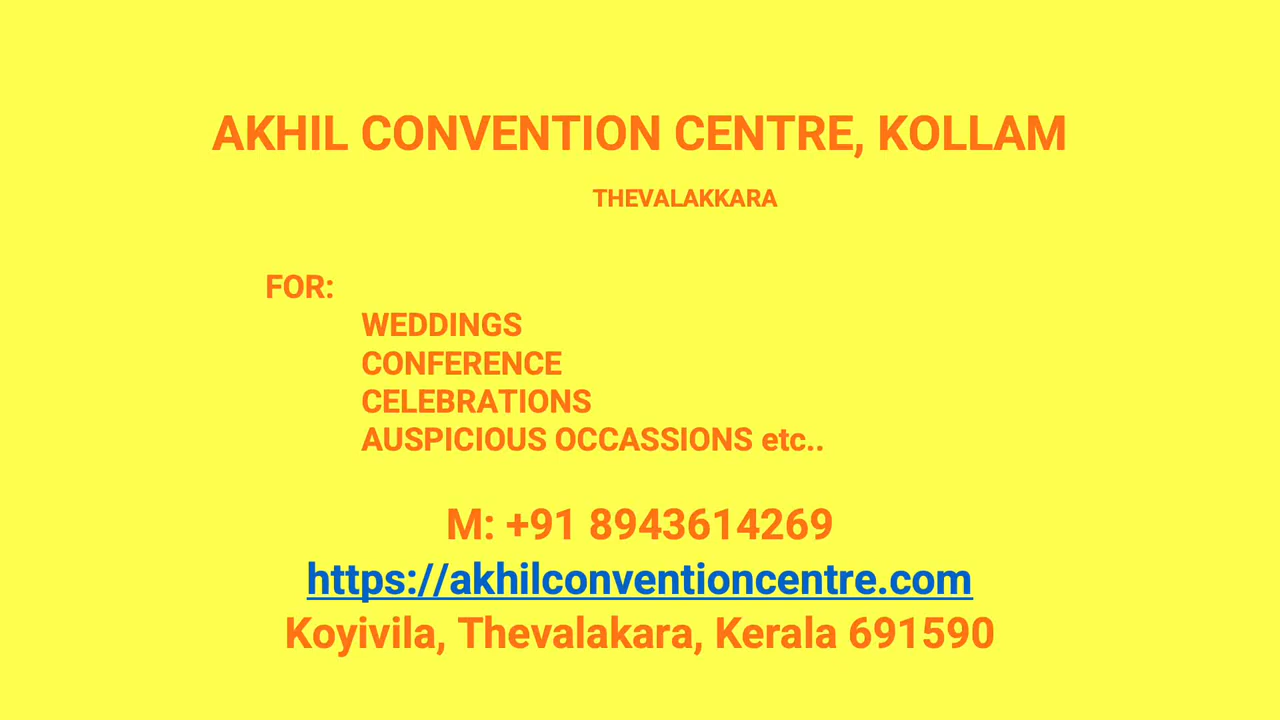 AKHIL CONVENTION CENTRE, KOLLAM
THEVALAKKARA
FOR:
WEDDINGS
CONFERENCE
CELEBRATIONS
AUSPICIOUS OCCASSIONS etc..
M: +91 8943614269
https://akhilconventioncentre.com
Koyivila, Thevalakara, Kerala 691590